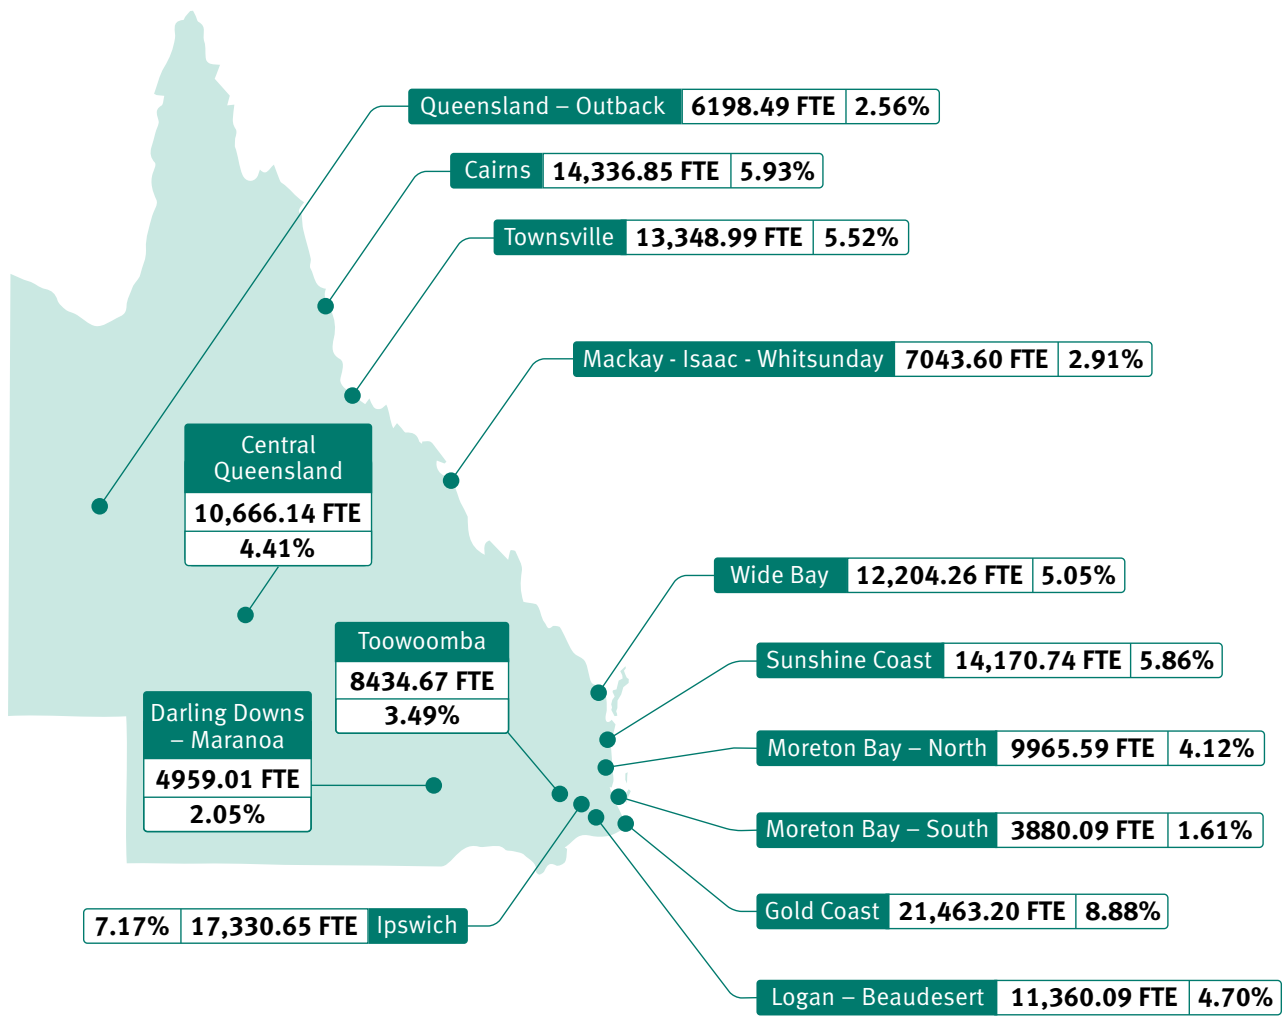 Queensland – Outback 6198.49 FTE 2.56%
Cairns 14,336.85 FTE 5.93%
Townsville 13,348.99 FTE 5.52%
Mackay - Isaac - Whitsunday 7043.60 FTE 2.91%
Central
Queensland
10,666.14 FTE
4.41%
Wide Bay 12,204.26 FTE 5.05%
Toowoomba
8434.67 FTE
3.49%
Sunshine Coast 14,170.74 FTE 5.86%
Darling Downs
– Maranoa
4959.01 FTE
2.05%
Moreton Bay – North 9965.59 FTE 4.12%
Moreton Bay – South 3880.09 FTE 1.61%
Gold Coast 21,463.20 FTE 8.88%
7.17% 17,330.65 FTE Ipswich
Logan – Beaudesert 11,360.09 FTE 4.70%